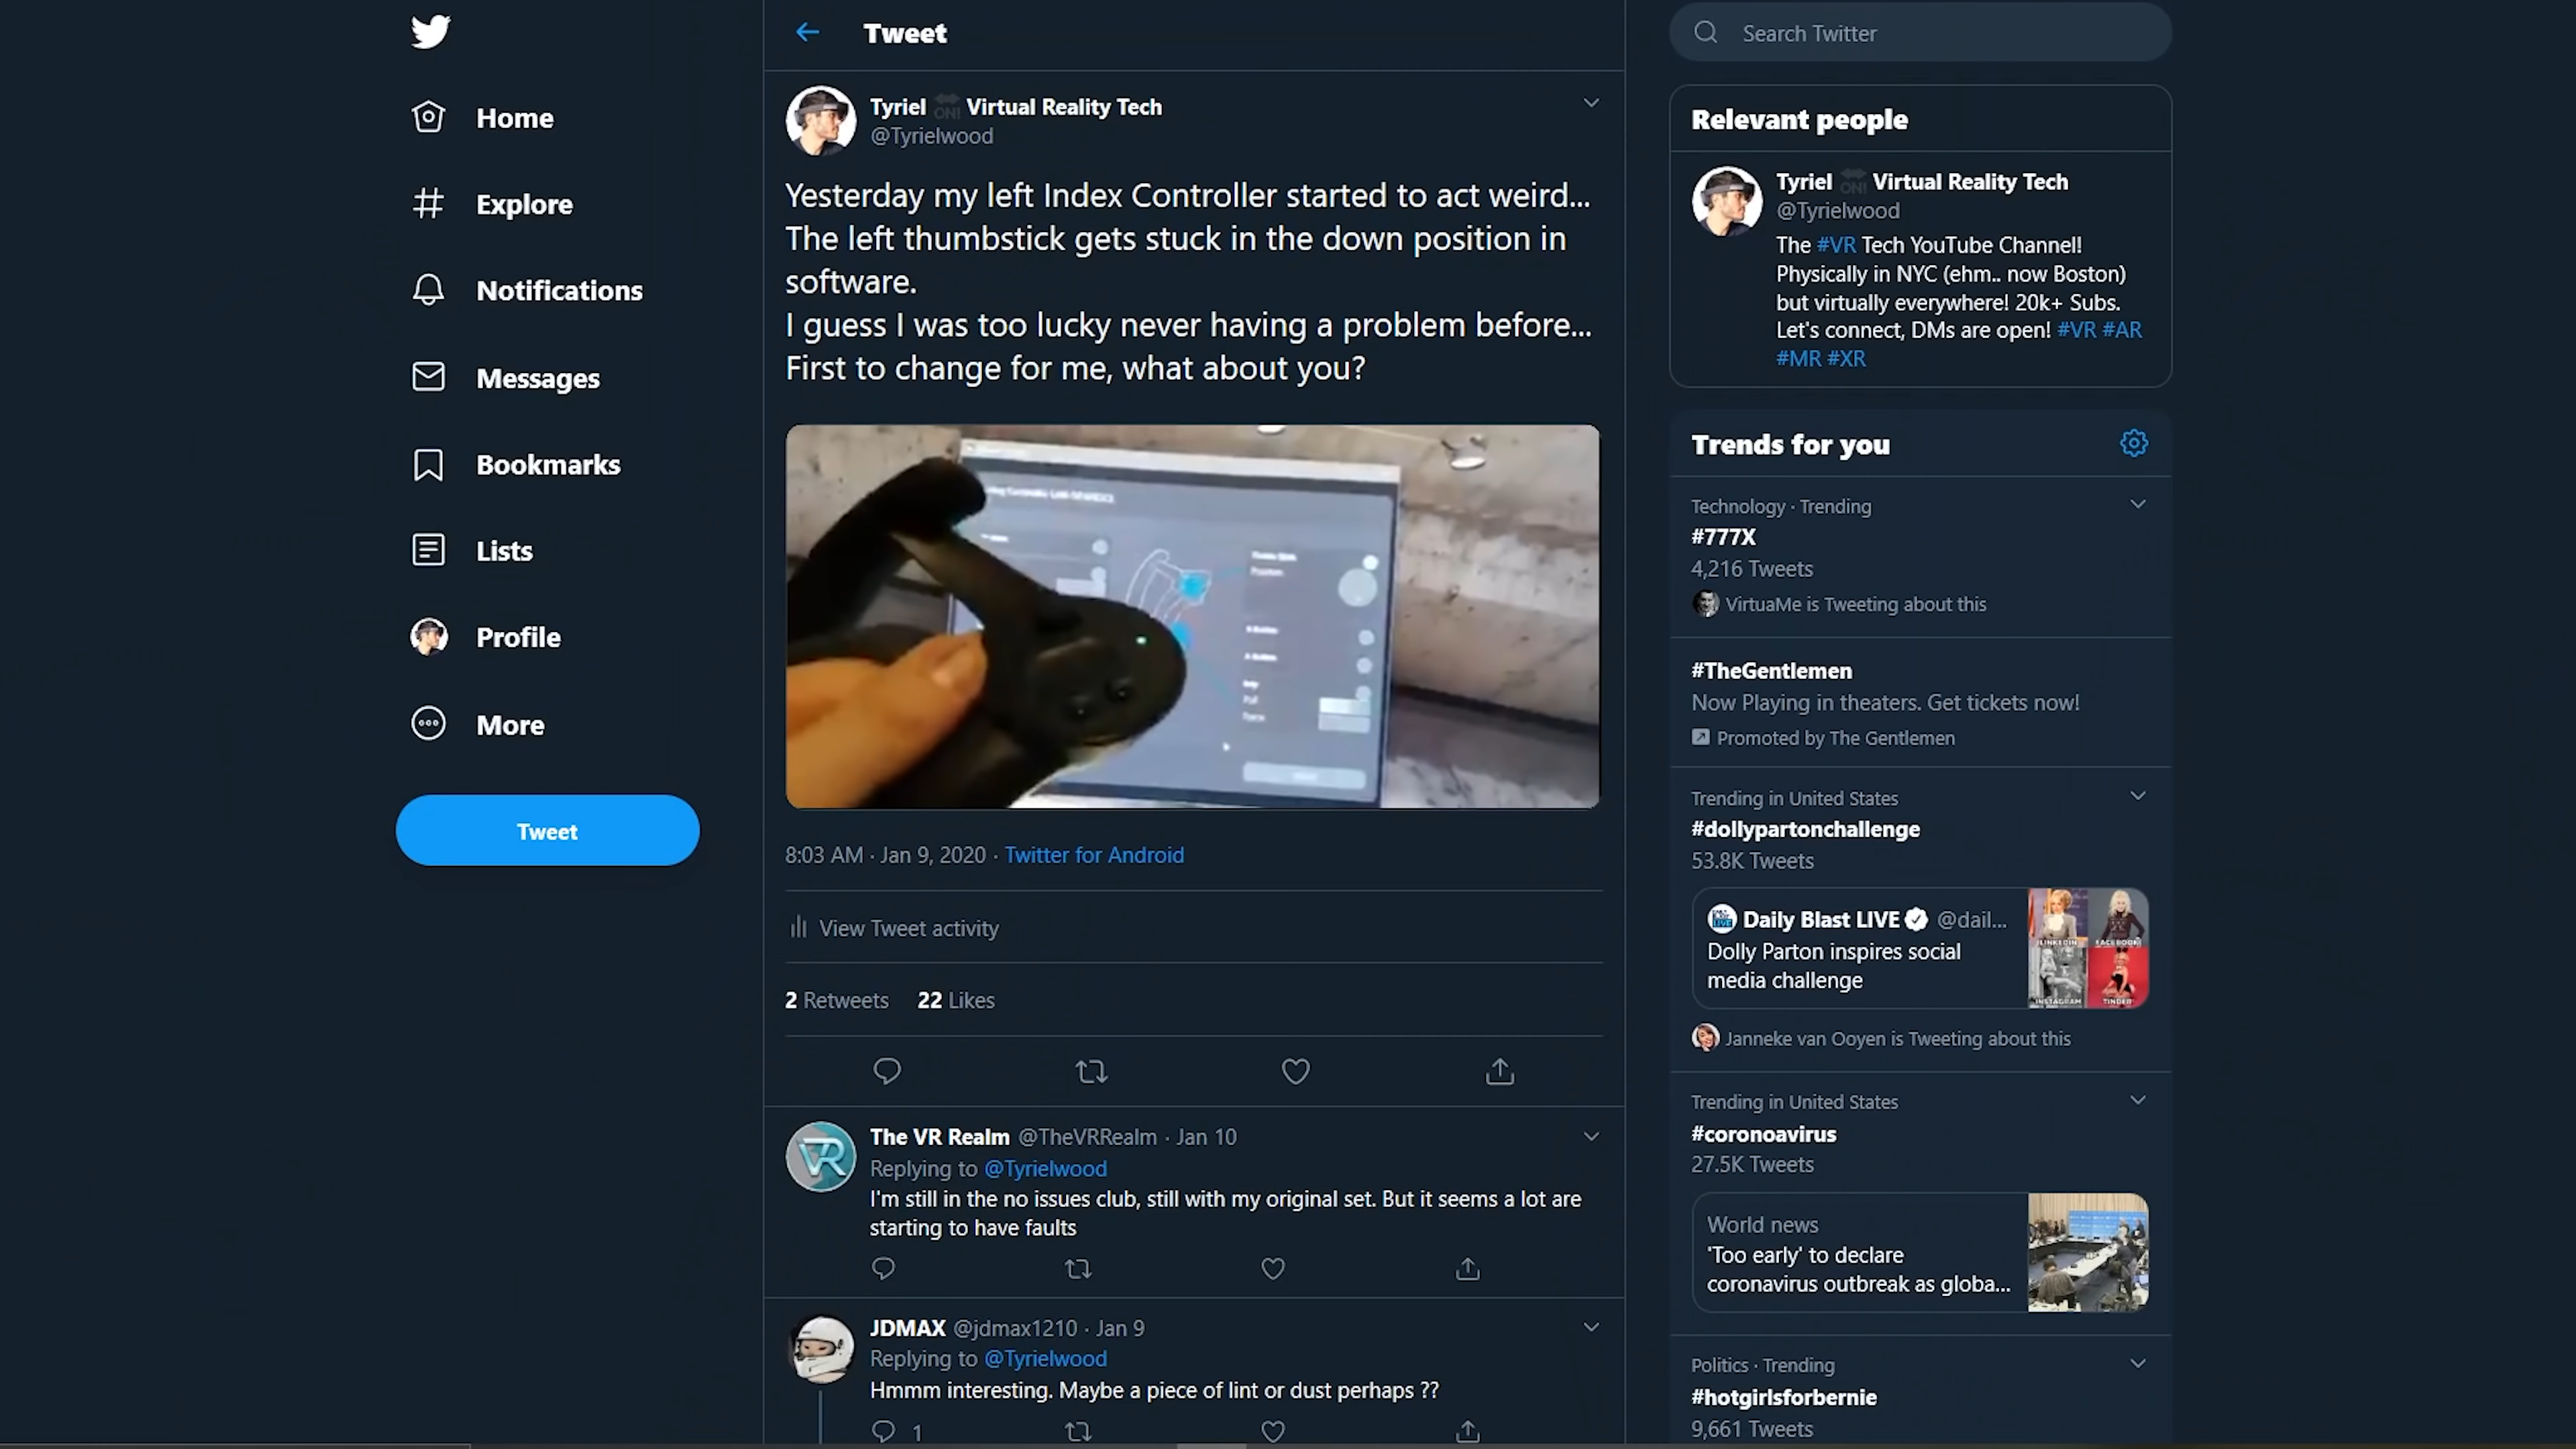 Home
Explore
Notifications
Messages
Bookmarks
Lists
Profile
More
Tweet
Tweet
Tyriel ON! Virtual Reality Tech
@Tyrielwood
Yesterday my left Index Controller started to act weird...
The left thumbstick gets stuck in the down position in
software.
I guess I was too lucky never having a problem before...
First to change for me, what about you?
8:03 AM · Jan 9, 2020 · Twitter for Android
View Tweet activity
2 Retweets 22 Likes
The VR Realm @TheVRRealm · Jan 10
Replying to @Tyrielwood
I'm still in the no issues club, still with my original set. But it seems a lot are
starting to have faults
JDMAX @jdmax1210 · Jan 9
Replying to @Tyrielwood
Hmmm interesting. Maybe a piece of lint or dust perhaps ??
1
Search Twitter
Relevant people
Tyriel ON! Virtual Reality Tech
@Tyrielwood
The #VR Tech YouTube Channel!
Physically in NYC (ehm.. now Boston)
but virtually everywhere! 20k+ Subs.
Let's connect, DMs are open! #VR #AR
#MR #XR
Trends for you
Technology · Trending
#777X
4,216 Tweets
VirtuaMe is Tweeting about this
#TheGentlemen
Now Playing in theaters. Get tickets now!
Promoted by The Gentlemen
Trending in United States
#dollypartonchallenge
53.8K Tweets
Daily Blast LIVE @dail...
Dolly Parton inspires social
media challenge
LINKEDIN FACEBOOK
INSTAGRAM TINDER
Janneke van Ooyen is Tweeting about this
Trending in United States
#coronoavirus
27.5K Tweets
World news
'Too early' to declare
coronavirus outbreak as globa...
Politics · Trending
#hotgirlsforbernie
9,661 Tweets